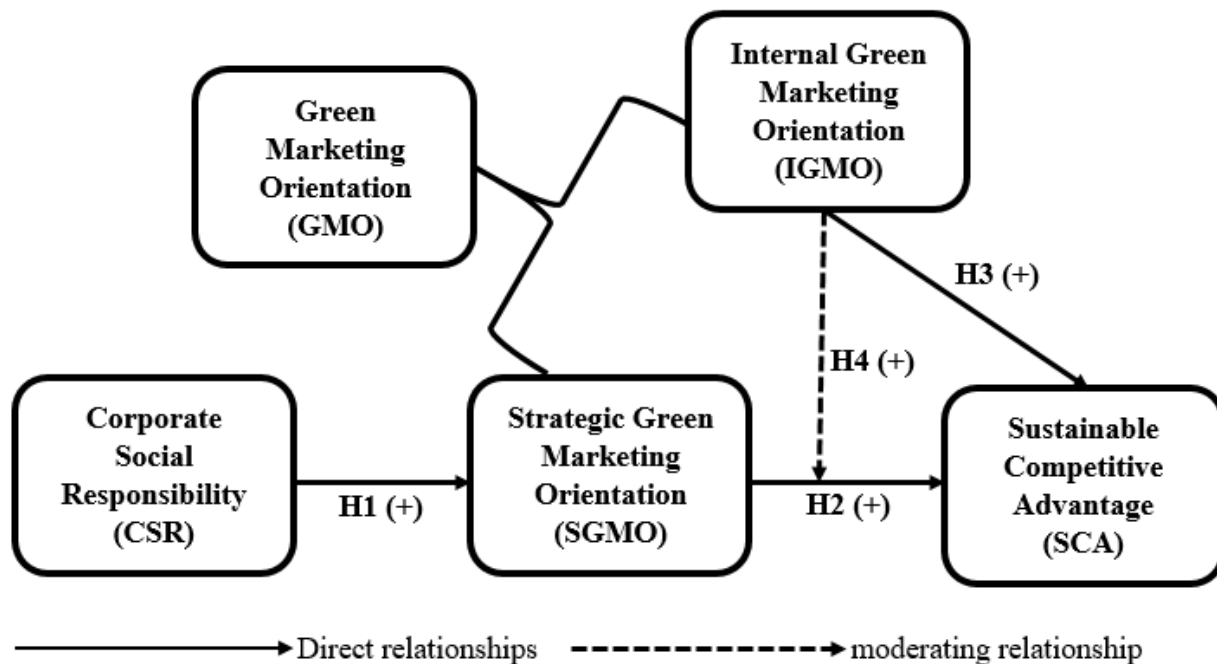 Green
Marketing
Orientation
(GMO)
Internal Green
Marketing
Orientation
(IGMO)
H3 (+)
H4 (+)
Corporate
Social
Responsibility
(CSR)
H1 (+)
Strategic Green
Marketing
Orientation
(SGMO)
H2 (+)
Sustainable
Competitive
Advantage
(SCA)
Direct relationships
moderating relationship